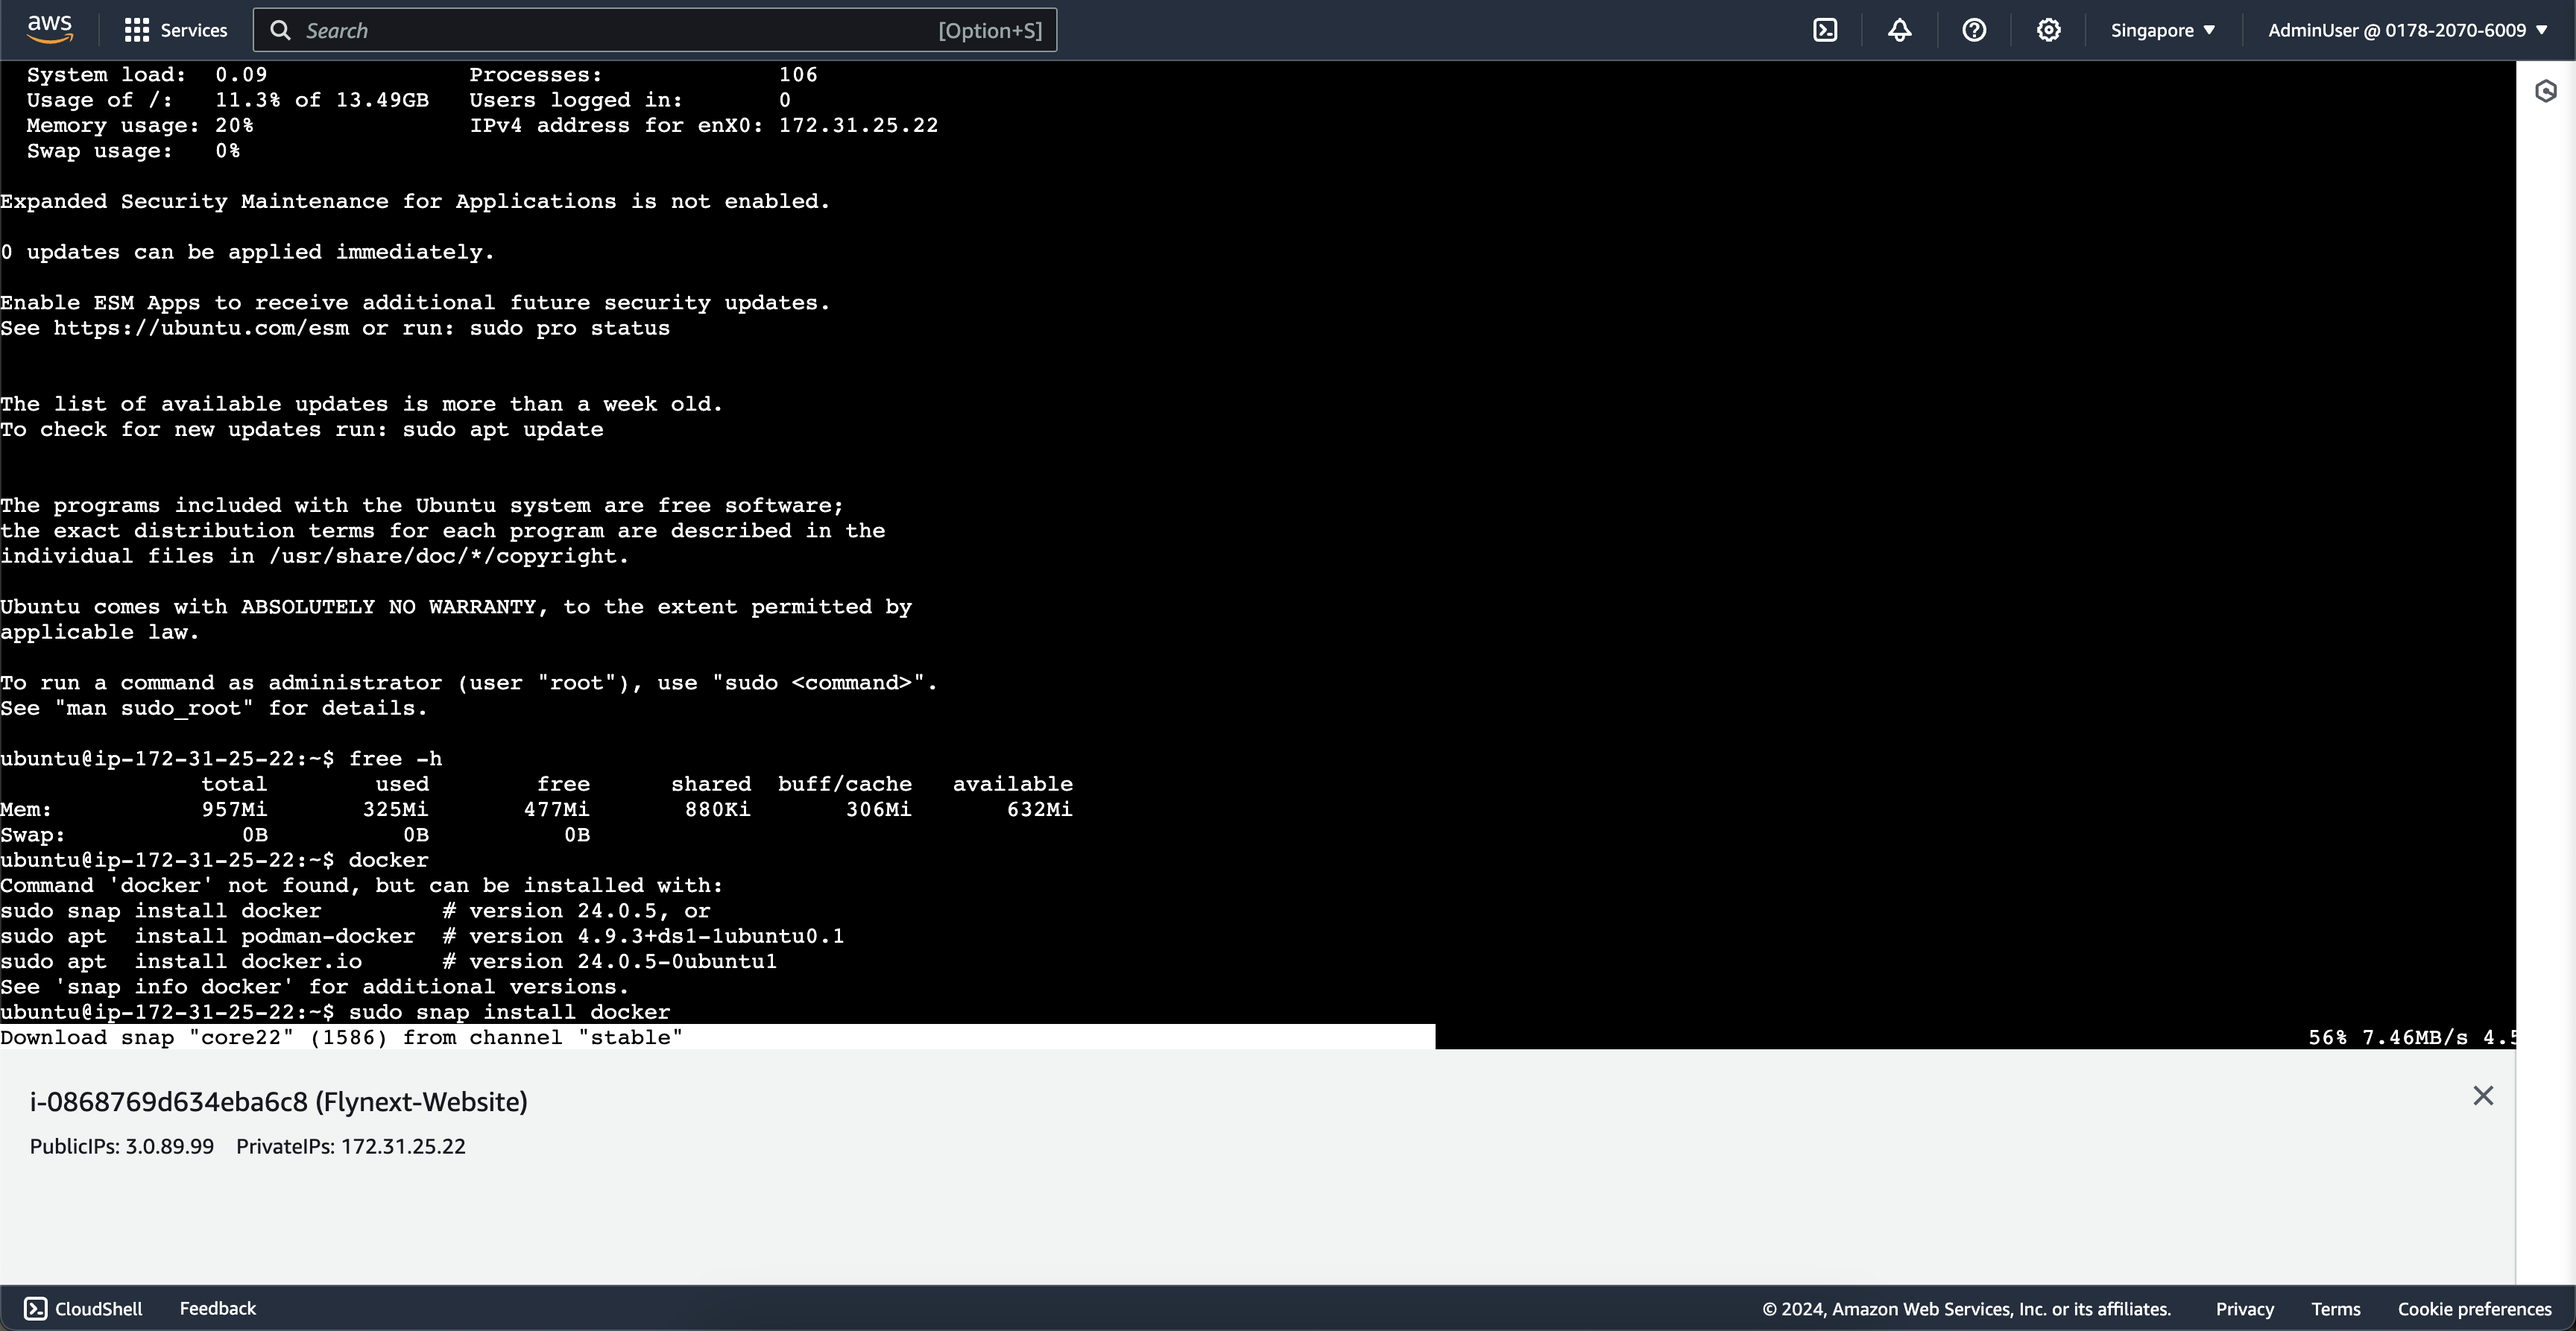 aws
Services
Search
[Option+S]
Singapore
AdminUser @ 0178-2070-6009
System load: 0.09 Processes: 106
Usage of /: 11.3% of 13.49GB Users logged in: 0
Memory usage: 20% IPv4 address for enX0: 172.31.25.22
Swap usage: 0%
Expanded Security Maintenance for Applications is not enabled.
0 updates can be applied immediately.
Enable ESM Apps to receive additional future security updates.
See https://ubuntu.com/esm or run: sudo pro status
The list of available updates is more than a week old.
To check for new updates run: sudo apt update
The programs included with the Ubuntu system are free software;
the exact distribution terms for each program are described in the
individual files in /usr/share/doc/*/copyright.
Ubuntu comes with ABSOLUTELY NO WARRANTY, to the extent permitted by
applicable law.
To run a command as administrator (user "root"), use "sudo <command>".
See "man sudo_root" for details.
ubuntu@ip-172-31-25-22:~$ free -h
total used free shared buff/cache available
Mem: 957Mi 325Mi 477Mi 880Ki 306Mi 632Mi
Swap: 0B 0B 0B
ubuntu@ip-172-31-25-22:~$ docker
Command 'docker' not found, but can be installed with:
sudo snap install docker # version 24.0.5, or
sudo apt install podman-docker # version 4.9.3+ds1-1ubuntu0.1
sudo apt install docker.io # version 24.0.5-0ubuntu1
See 'snap info docker' for additional versions.
ubuntu@ip-172-31-25-22:~$ sudo snap install docker
Download snap "core22" (1586) from channel "stable" 56% 7.46MB/s 4.5
i-0868769d634eba6c8 (Flynext-Website)
PublicIPs: 3.0.89.99 PrivateIPs: 172.31.25.22
CloudShell
Feedback
© 2024, Amazon Web Services, Inc. or its affiliates.
Privacy
Terms
Cookie preferences